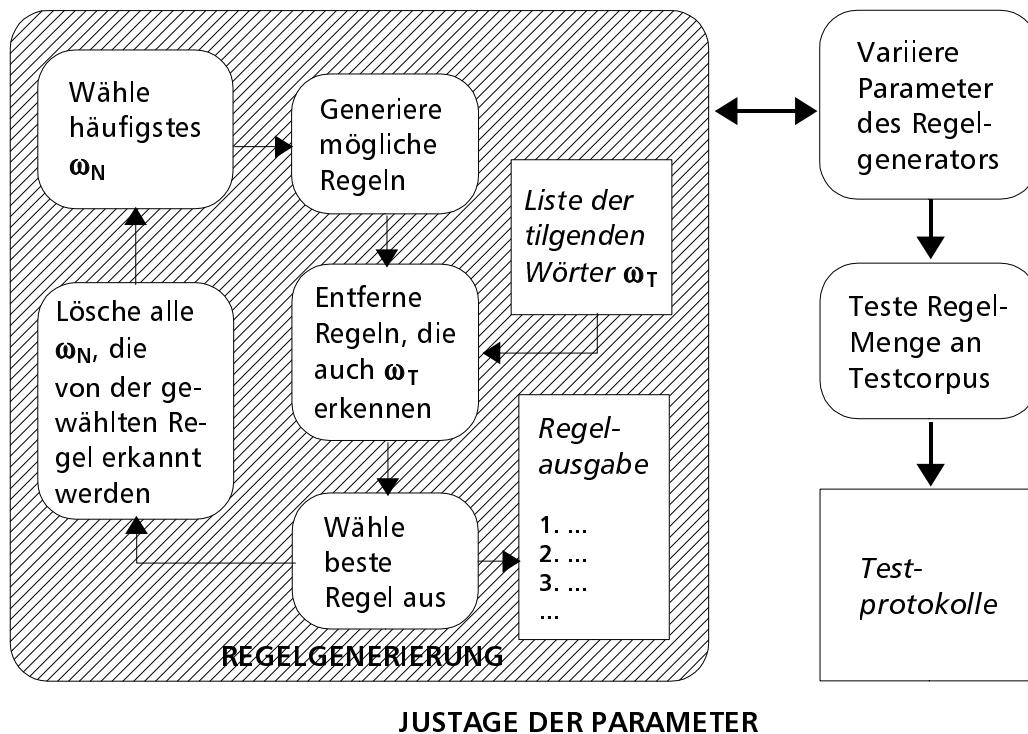 Wähle
häufigstes
ωN
Generiere
mögliche
Regeln
Liste der
tilgenden
Wörter ωT
Entferne
Regeln, die
auch ωT
erkennen
Lösche alle
ωN, die
von der ge-
wählten Re-
gel erkannt
werden
Wähle
beste
Regel aus
Regel-
ausgabe
1. ...
2. ...
3. ...
...
REGELGENERIERUNG
Variiere
Parameter
des Regel-
generators
Teste Regel-
Menge an
Testcorpus
Test-
protokolle
JUSTAGE DER PARAMETER